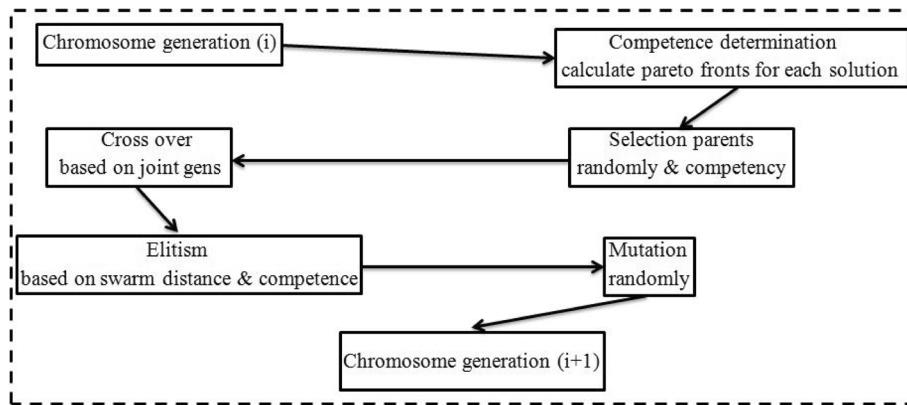 Chromosome generation (i)
Competence determination
calculate pareto fronts for each solution
Selection parents
randomly & competency
Cross over
based on joint gens
Elitism
based on swarm distance & competence
Mutation
randomly
Chromosome generation (i+1)